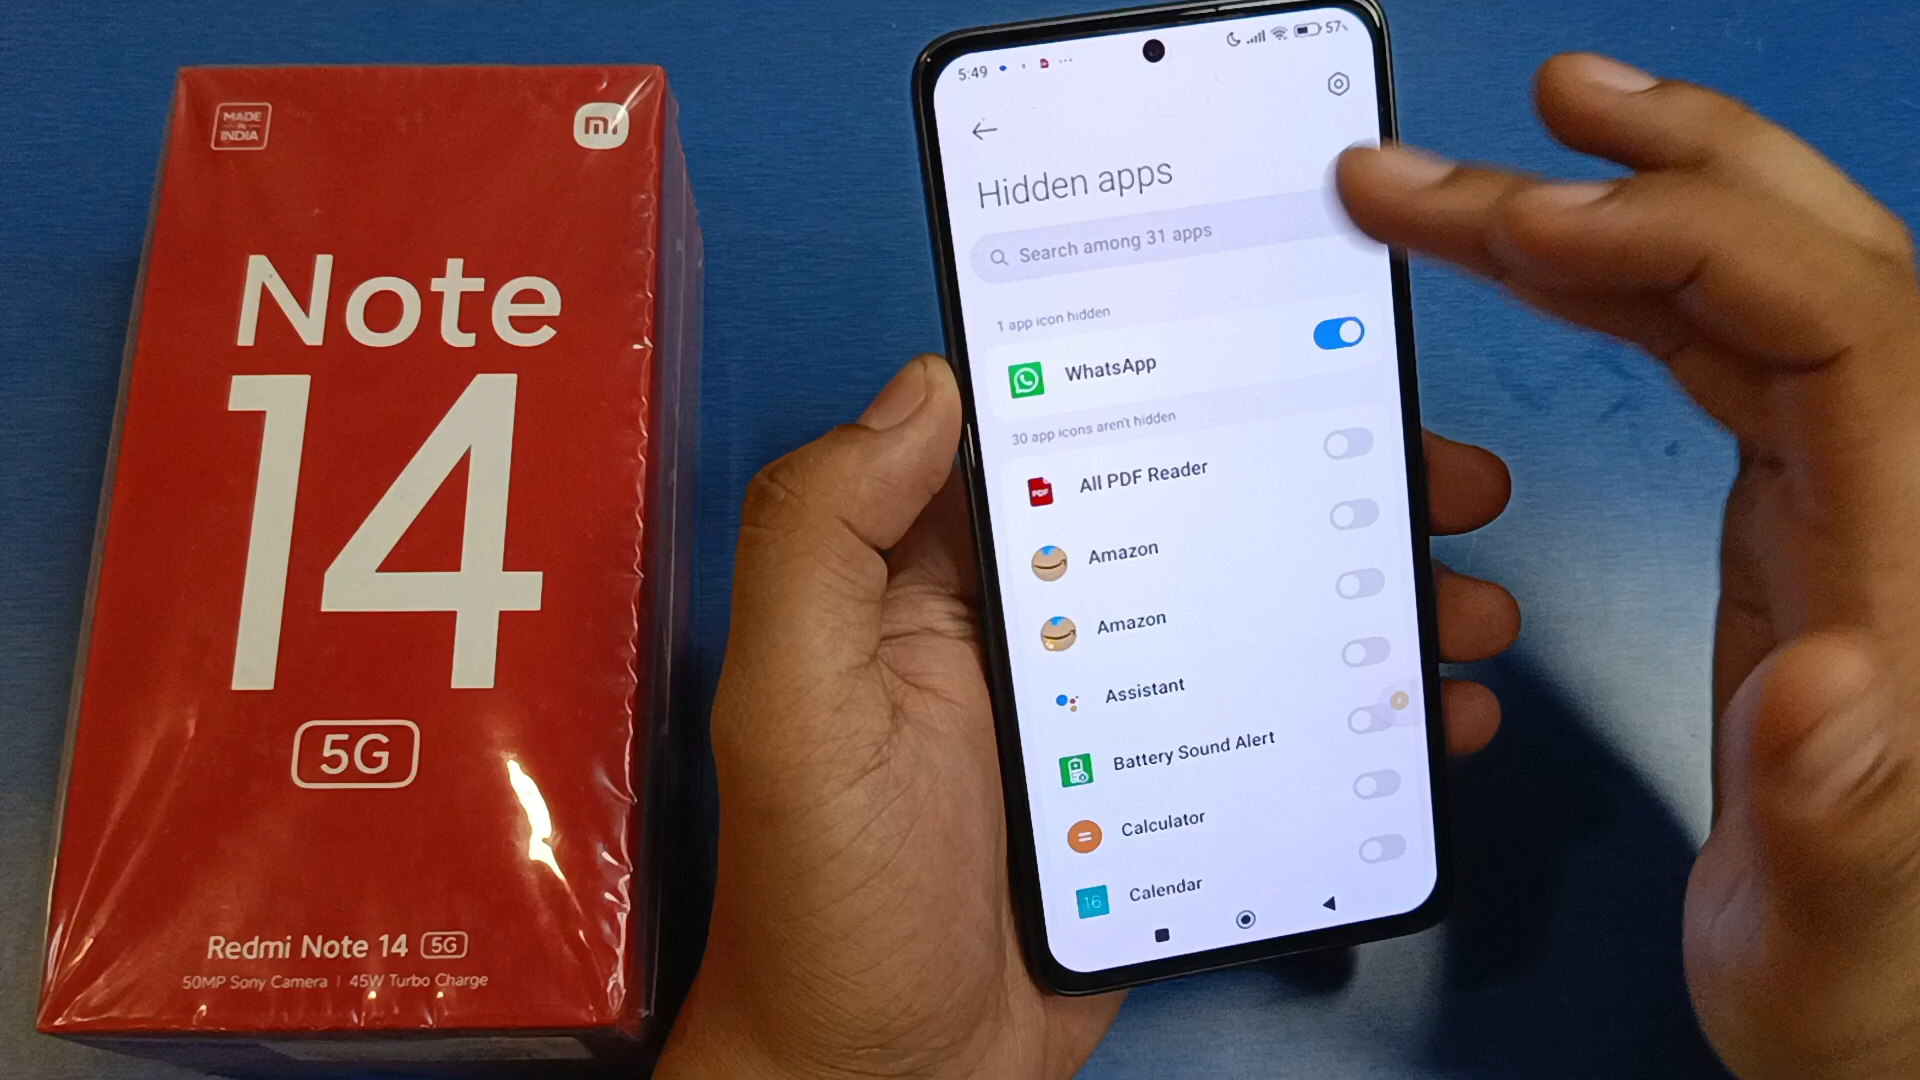 MADE
IN
INDIA
mi
Note
14
5G
Redmi Note 14 5G
50MP Sony Camera | 45W Turbo Charge
5:49
57%
Hidden apps
Search among 31 apps
1 app icon hidden
WhatsApp
30 app icons aren't hidden
PDF
All PDF Reader
Amazon
Amazon
Assistant
Battery Sound Alert
Calculator
16
Calendar